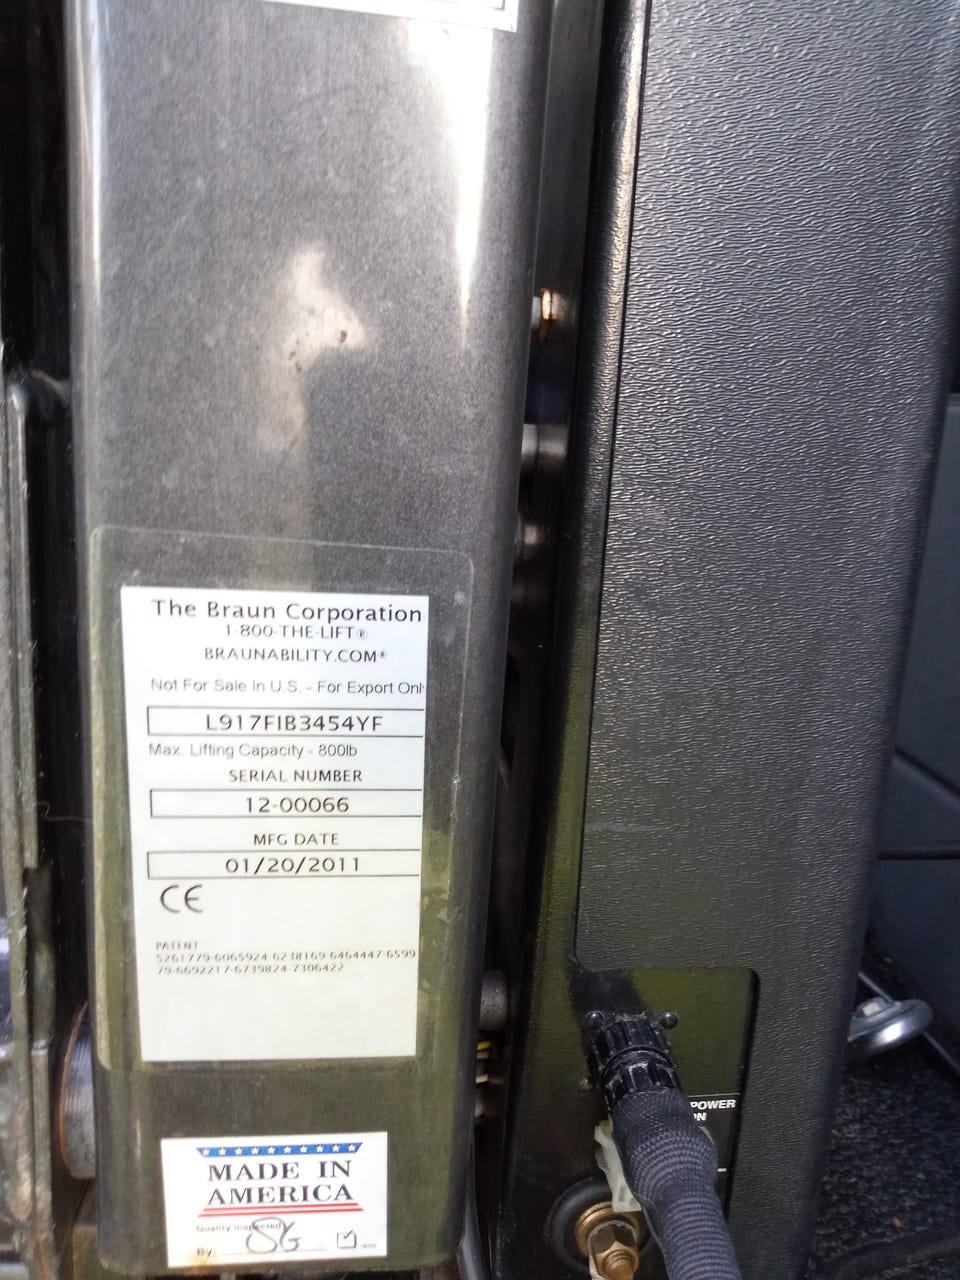 The Braun Corporation
1-800-THE-LIFT®
BRAUNABILITY.COM®
Not For Sale In U.S. - For Export Onl
L917FIB3454YF
Max. Lifting Capacity - 800lb
SERIAL NUMBER
12-00066
MFG DATE
01/20/2011
CE
PATENT
5261779-6065924-6238169-6464447-6599
79-6692217-6739824-7306422
POWER
MADE IN
AMERICA
Quality Inspected
By: